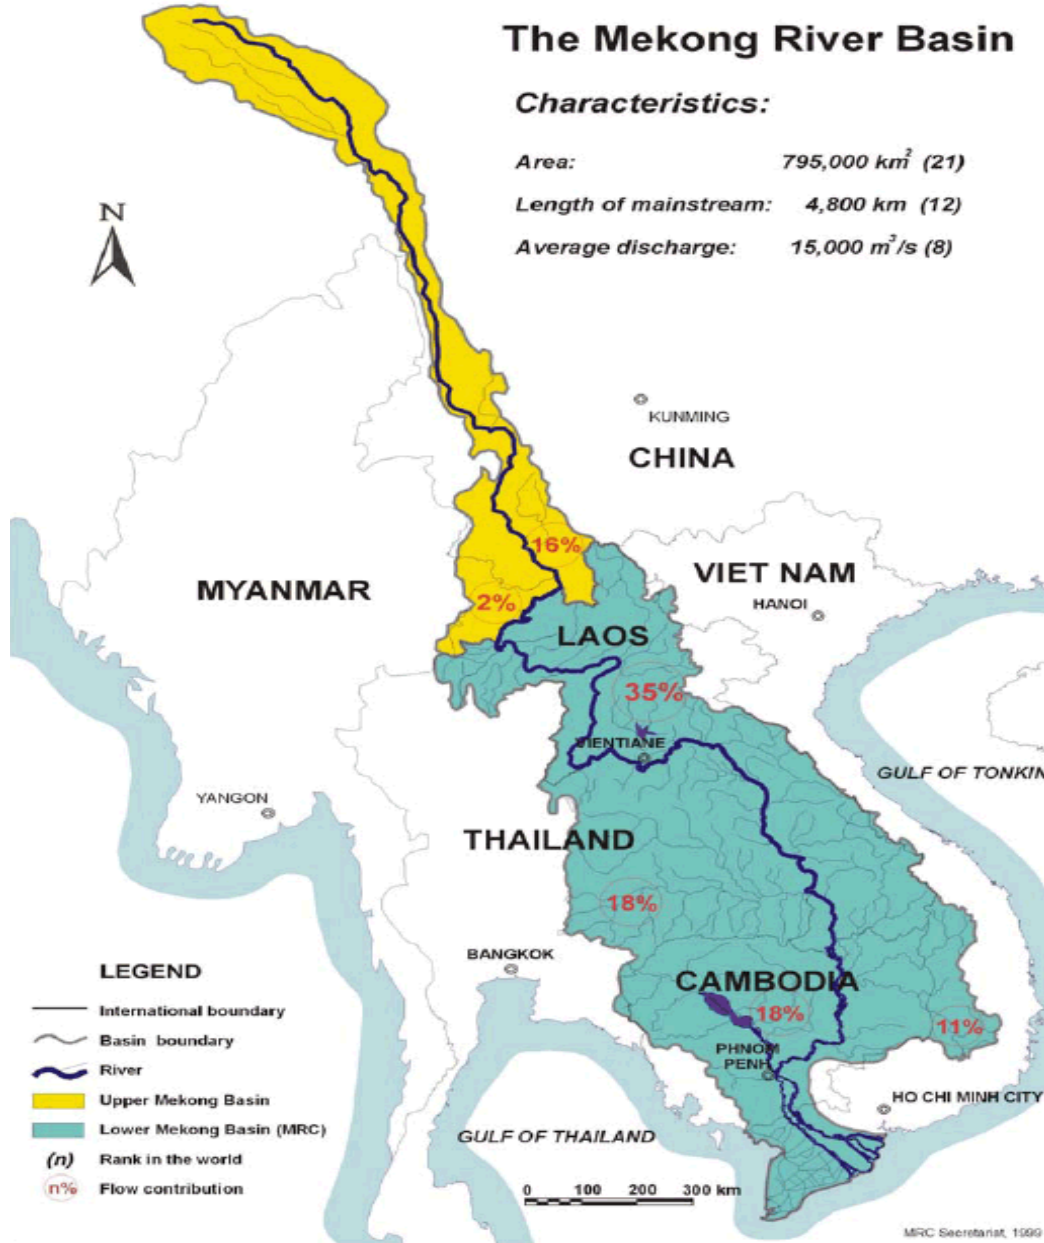 The Mekong River Basin
Characteristics:
Area: 795,000 km² (21)
Length of mainstream: 4,800 km (12)
Average discharge: 15,000 m³/s (8)
N
KUNMING
CHINA
16%
MYANMAR
VIET NAM
2%
HANOI
LAOS
35%
VIENTIANE
GULF OF TONKIN
YANGON
THAILAND
18%
BANGKOK
CAMBODIA
18%
11%
PHNOM
PENH
HO CHI MINH CITY
GULF OF THAILAND
LEGEND
International boundary
Basin boundary
River
Upper Mekong Basin
Lower Mekong Basin (MRC)
(n) Rank in the world
n% Flow contribution
0 100 200 300 km
MRC Secretariat, 1999